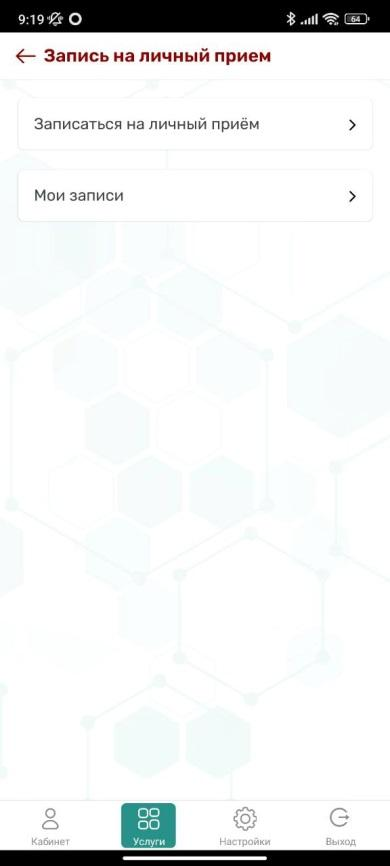 9:19
64
Запись на личный прием
Записаться на личный приём
Мои записи
Кабинет
Услуги
Настройки
Выход